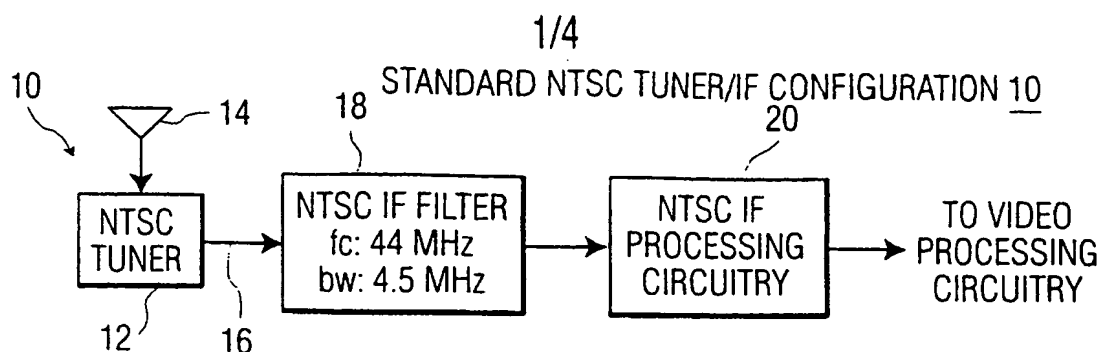 1/4
STANDARD NTSC TUNER/IF CONFIGURATION 10
10
14
18
20
NTSC
TUNER
NTSC IF FILTER
fc: 44 MHz
bw: 4.5 MHz
NTSC IF
PROCESSING
CIRCUITRY
TO VIDEO
PROCESSING
CIRCUITRY
12
16